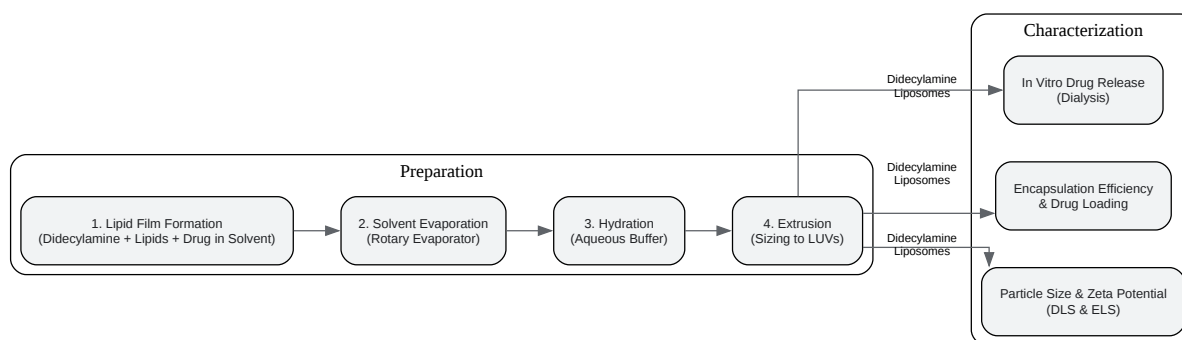 Preparation
1. Lipid Film Formation
(Didecylamine + Lipids + Drug in Solvent)
2. Solvent Evaporation
(Rotary Evaporator)
3. Hydration
(Aqueous Buffer)
4. Extrusion
(Sizing to LUVs)
Didecylamine
Liposomes
Didecylamine
Liposomes
Didecylamine
Liposomes
Characterization
In Vitro Drug Release
(Dialysis)
Encapsulation Efficiency
& Drug Loading
Particle Size & Zeta Potential
(DLS & ELS)